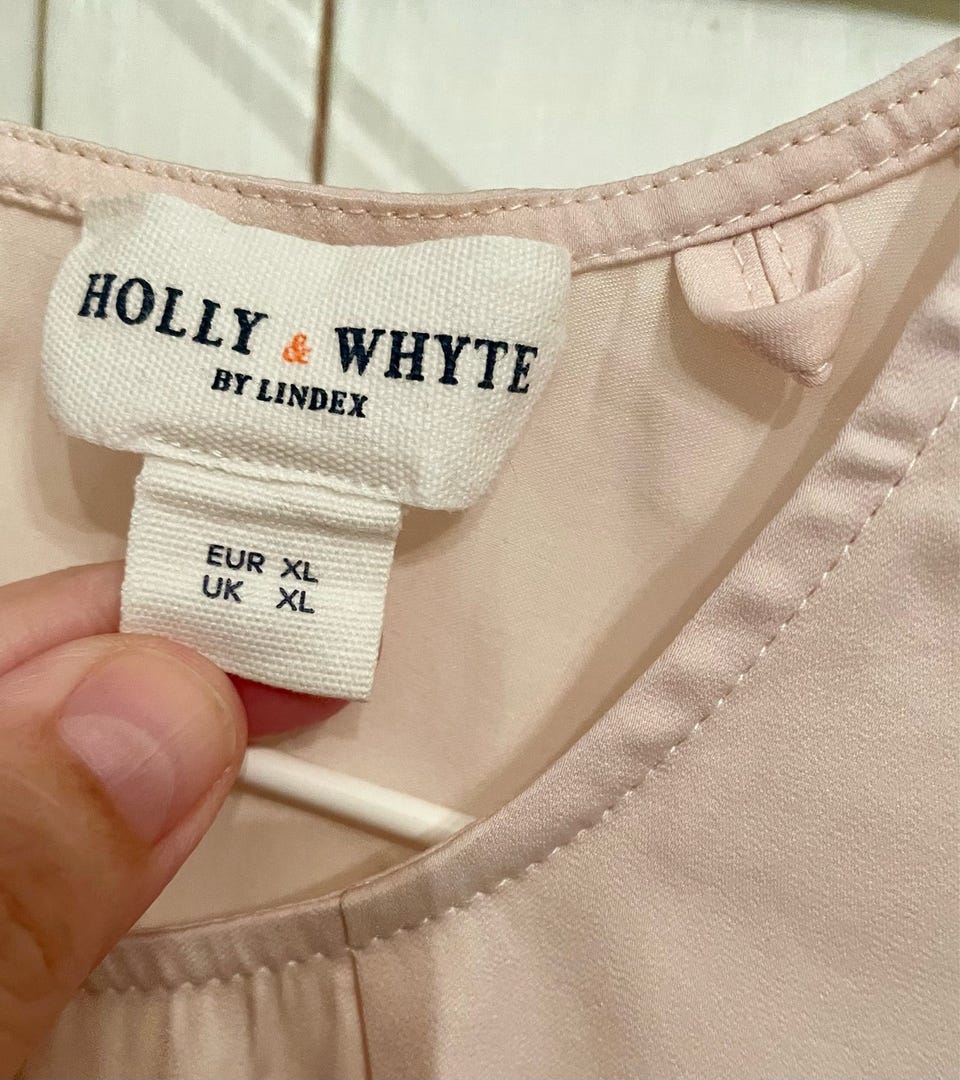 HOLLY & WHYTE
BY LINDEX
EUR XL
UK XL